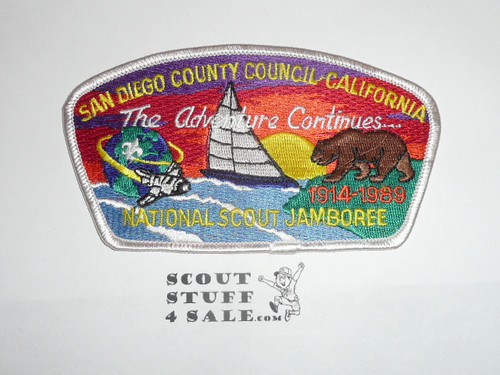 SAN DIEGO COUNTY COUNCIL-CALIFORNIA
The Adventure Continues...
1914-1989
NATIONAL SCOUT JAMBOREE
SCOUT
STUFF
4 SALE.COM